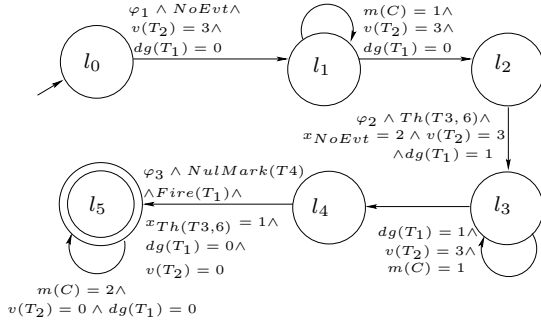 φ₁ ∧ NoEvt∧
v(T₂) = 3∧
dg(T₁) = 0
m(C) = 1∧
v(T₂) = 3∧
dg(T₁) = 0
l₀
l₁
l₂
φ₂ ∧ Th(T3, 6)∧
x_NoEvt = 2 ∧ v(T₂) = 3
∧dg(T₁) = 1
φ₃ ∧ NulMark(T4)
∧Fire(T₁)∧
x_Th(T3,6) = 1∧
dg(T₁) = 0∧
v(T₂) = 0
l₅
l₄
l₃
dg(T₁) = 1∧
v(T₂) = 3∧
m(C) = 1
m(C) = 2∧
v(T₂) = 0 ∧ dg(T₁) = 0